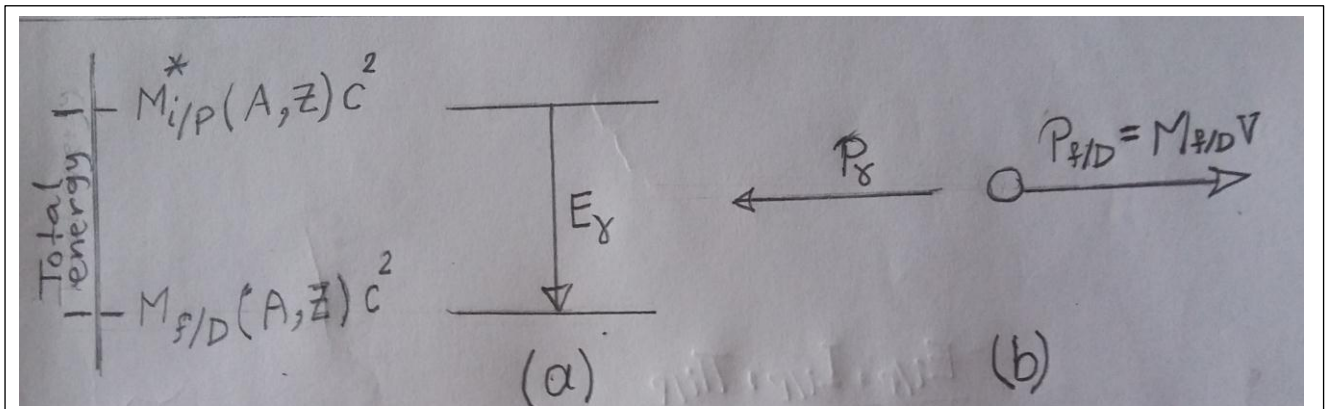 Total energy
M*i/P(A,Z)c²
Mf/D(A,Z)c²
Eγ
(a)
Pγ
Pf/D = Mf/D V
(b)